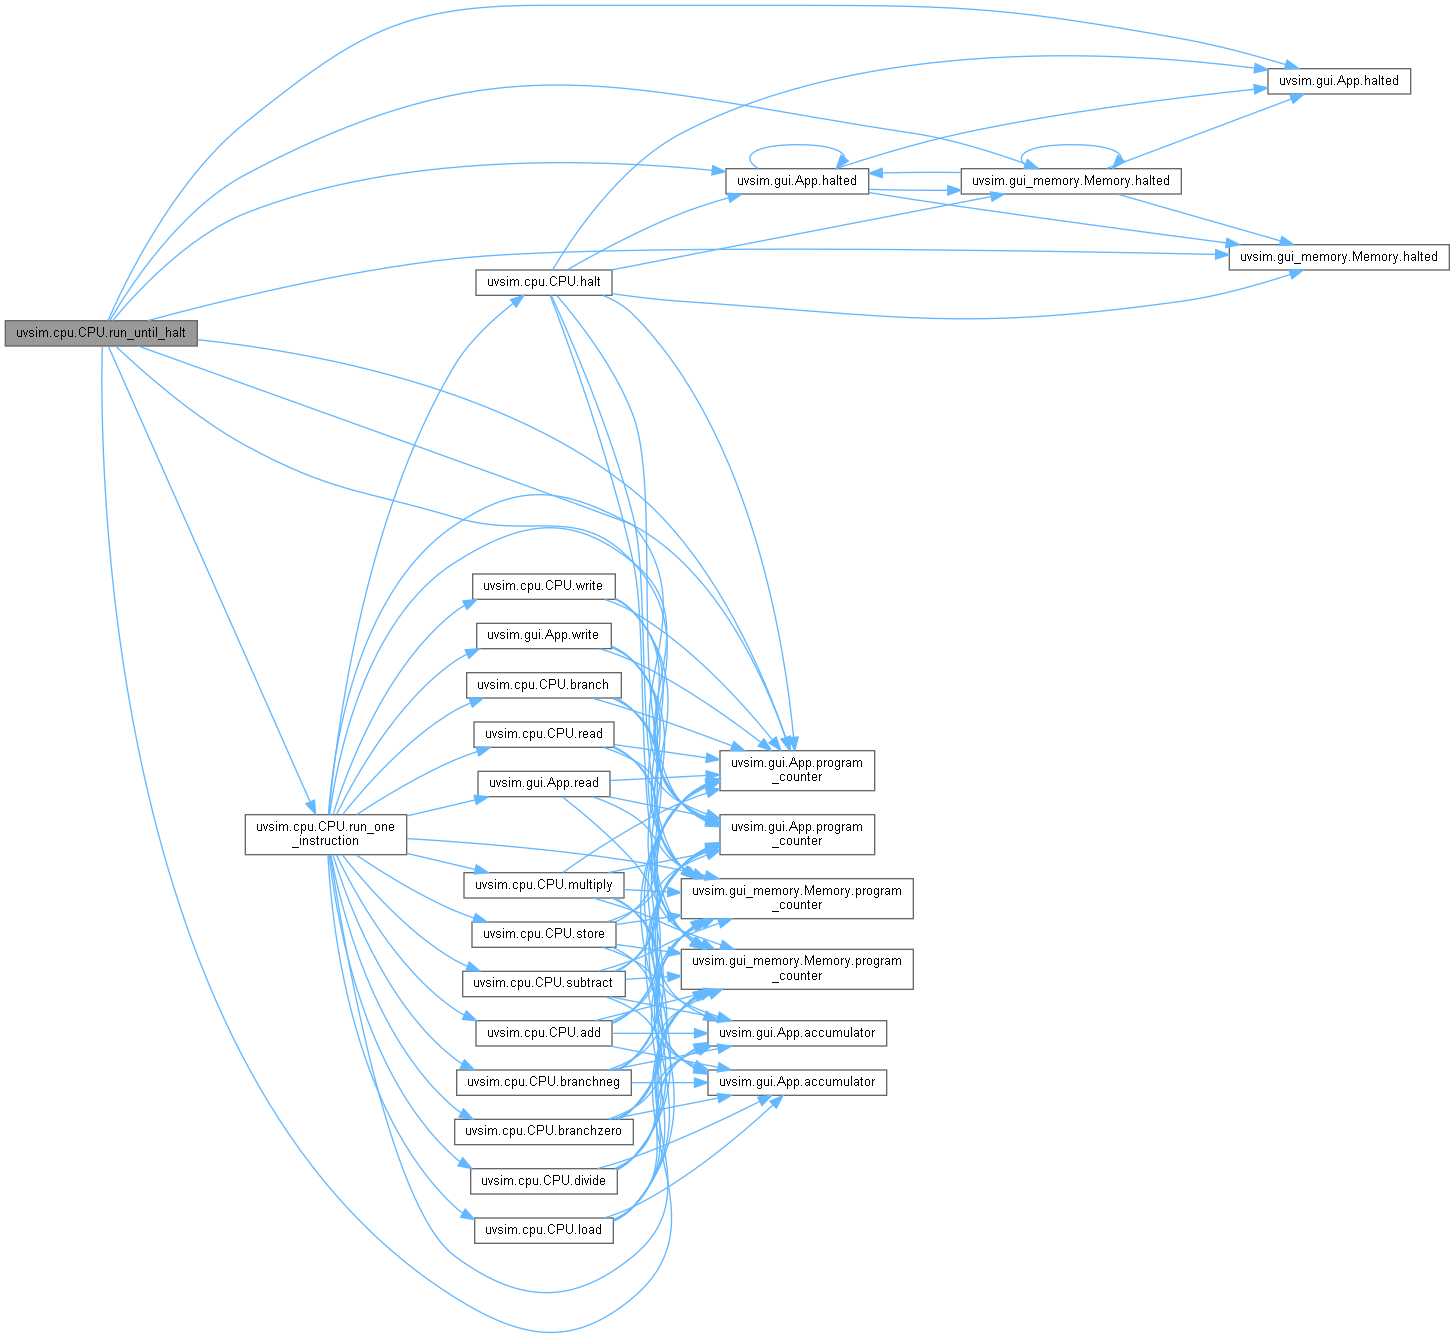 uvsim.gui.App.halted
uvsim.gui.App.halted
uvsim.gui_memory.Memory.halted
uvsim.gui_memory.Memory.halted
uvsim.cpu.CPU.halt
uvsim.cpu.CPU.run_until_halt
uvsim.cpu.CPU.write
uvsim.gui.App.write
uvsim.cpu.CPU.branch
uvsim.cpu.CPU.read
uvsim.gui.App.read
uvsim.gui.App.program
_counter
uvsim.cpu.CPU.run_one
_instruction
uvsim.gui.App.program
_counter
uvsim.cpu.CPU.multiply
uvsim.gui_memory.Memory.program
_counter
uvsim.cpu.CPU.store
uvsim.gui_memory.Memory.program
_counter
uvsim.cpu.CPU.subtract
uvsim.cpu.CPU.add
uvsim.gui.App.accumulator
uvsim.cpu.CPU.branchneg
uvsim.gui.App.accumulator
uvsim.cpu.CPU.branchzero
uvsim.cpu.CPU.divide
uvsim.cpu.CPU.load